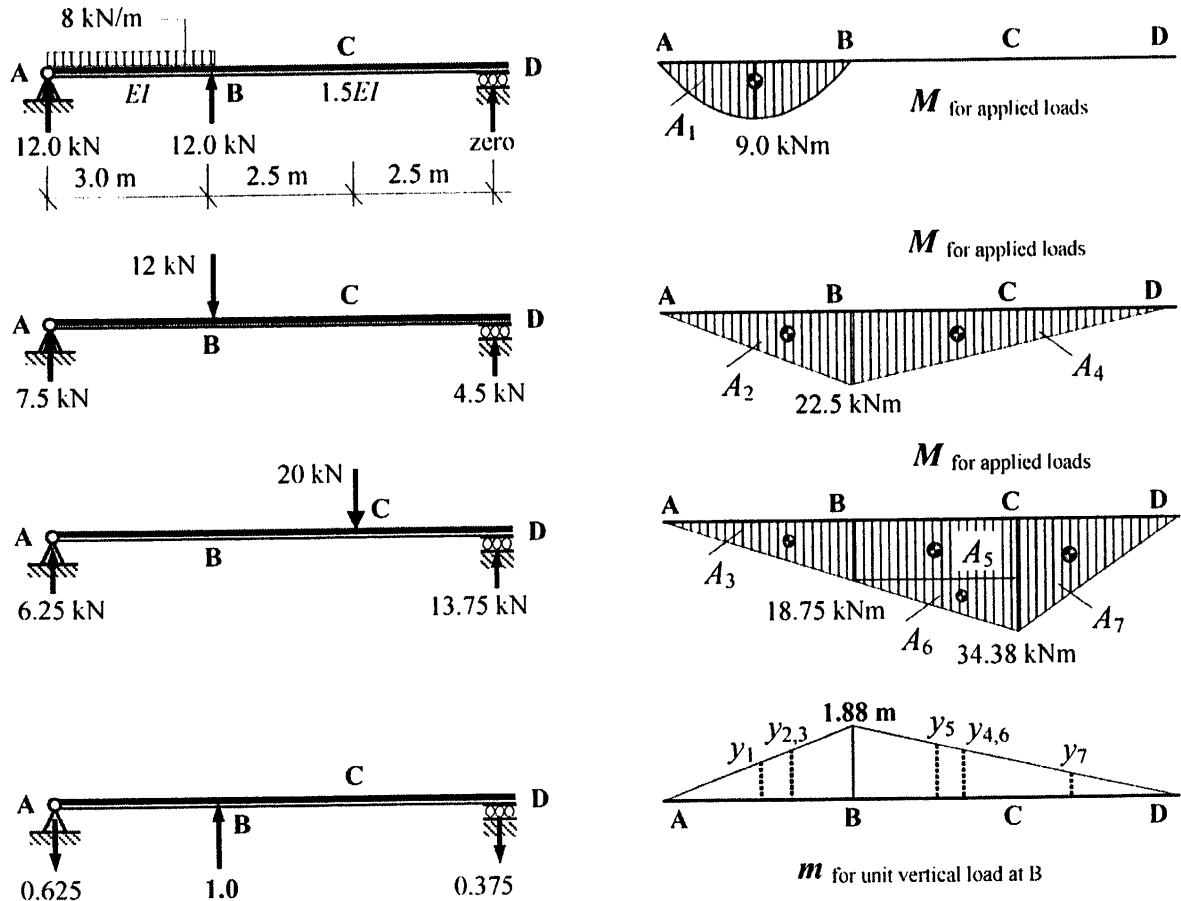 8 kN/m
A EI B 1.5EI C D
12.0 kN 12.0 kN zero
3.0 m 2.5 m 2.5 m
A B C D
A1 9.0 kNm M for applied loads
12 kN
A B C D
7.5 kN 4.5 kN
M for applied loads
A B C D
A2 22.5 kNm A4
20 kN
A B C D
6.25 kN 13.75 kN
M for applied loads
A B C D
A3 18.75 kNm A5 A6 34.38 kNm A7
A B C D
0.625 1.0 0.375
1.88 m
y1 y2,3 y5 y4,6 y7
A B C D
m for unit vertical load at B